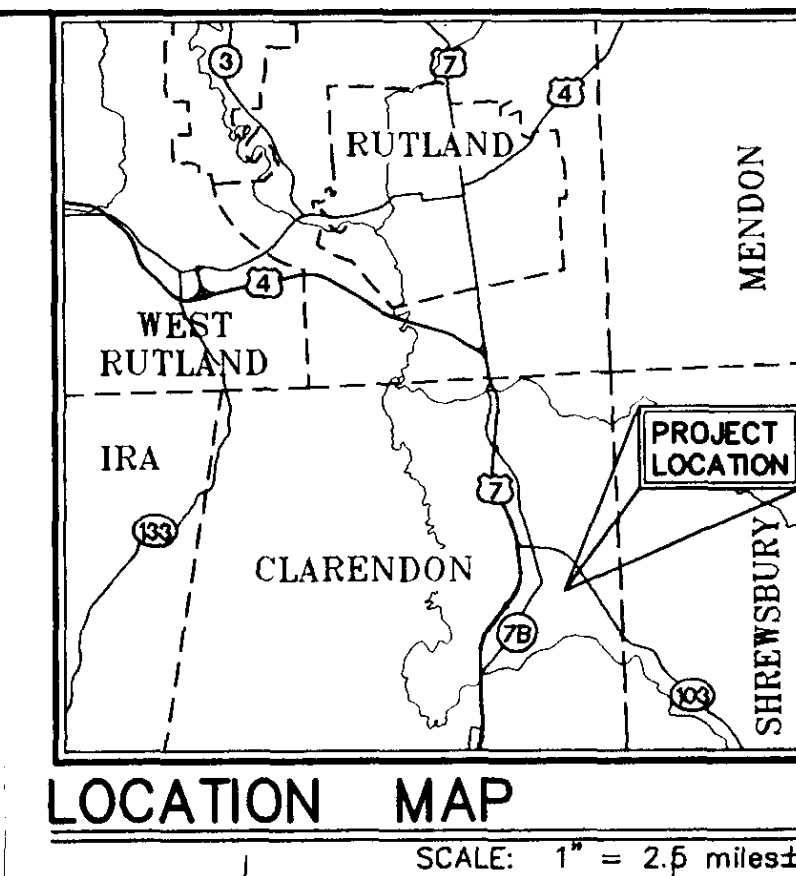 3
7
4
RUTLAND
MENDON
4
WEST
RUTLAND
IRA
PROJECT
LOCATION
7
133
CLARENDON
7B
103
SHREWSBURY
LOCATION MAP
SCALE: 1" = 2.5 miles±